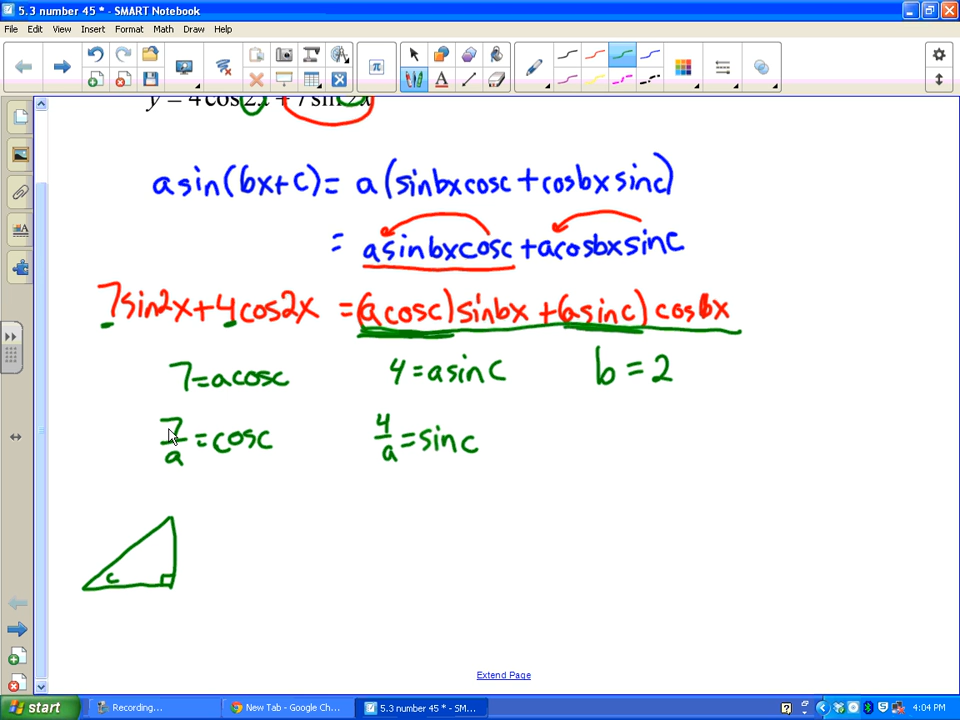 5.3 number 45 * - SMART Notebook
File Edit View Insert Format Math Draw Help
y = 4cos2x + 7sin2x
asin(bx+c) = a(sinbxcosc+cosbxsinc)
= asinbxcosc+acosbxsinc
7sin2x+4cos2x =(acosc)sinbx +(asinc)cosbx
7=acosc 4=asinc b=2
7/a=cosc 4/a=sinc
c
Extend Page
start Recording... New Tab - Google Ch... 5.3 number 45 * - SM... 4:04 PM